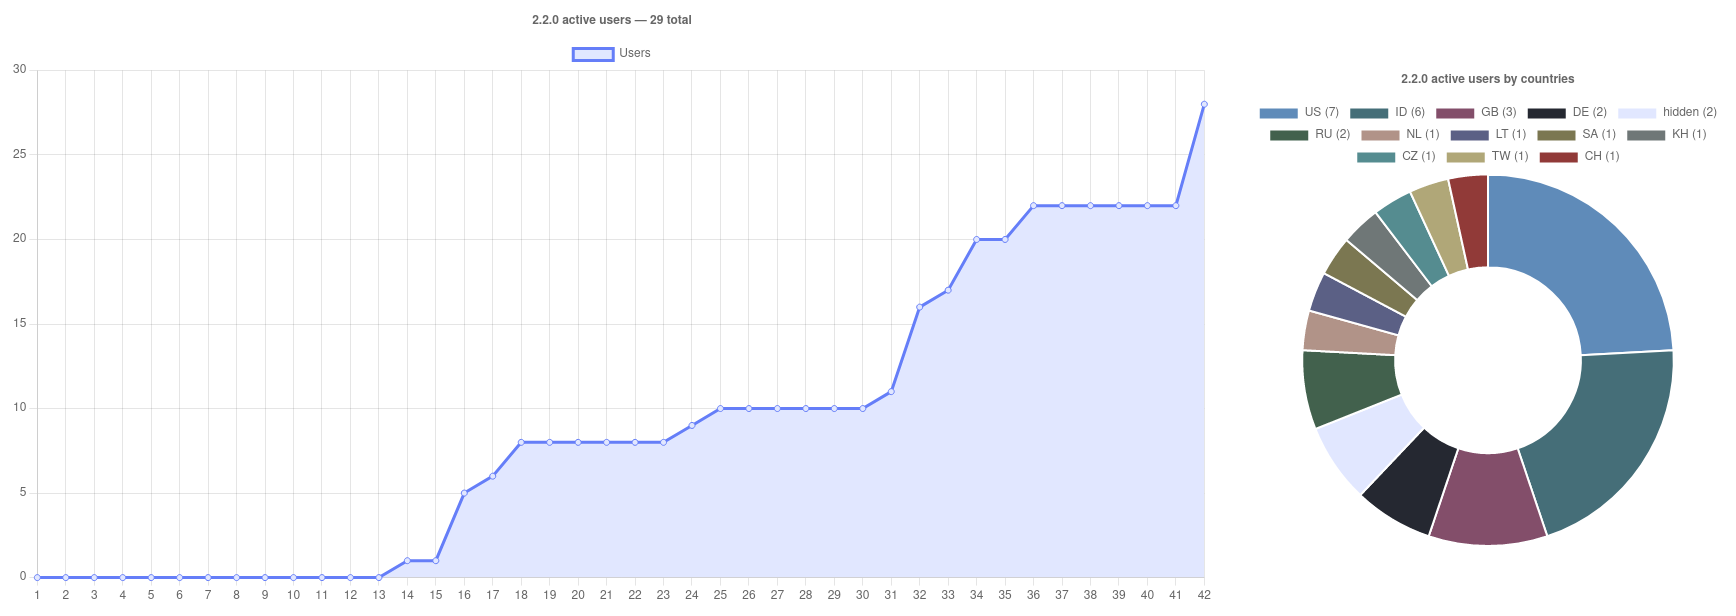 2.2.0 active users — 29 total
Users
30
25
20
15
10
5
0
1 2 3 4 5 6 7 8 9 10 11 12 13 14 15 16 17 18 19 20 21 22 23 24 25 26 27 28 29 30 31 32 33 34 35 36 37 38 39 40 41 42
2.2.0 active users by countries
US (7) ID (6) GB (3) DE (2) hidden (2)
RU (2) NL (1) LT (1) SA (1) KH (1)
CZ (1) TW (1) CH (1)